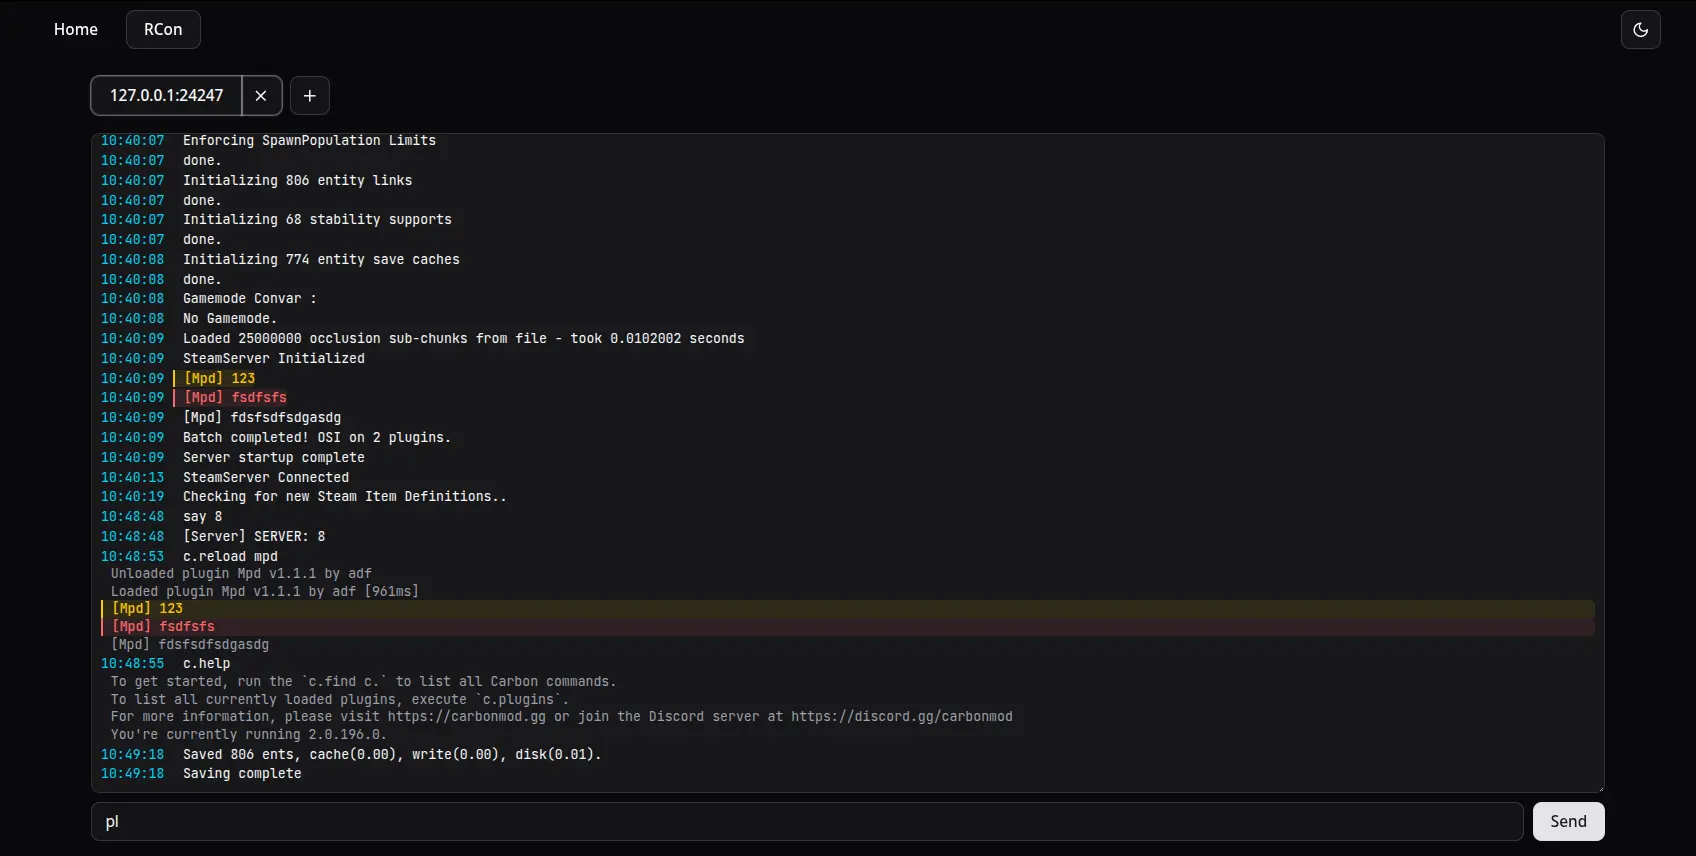 Home RCon
127.0.0.1:24247
10:40:07 Enforcing SpawnPopulation Limits
10:40:07 done.
10:40:07 Initializing 806 entity links
10:40:07 done.
10:40:07 Initializing 68 stability supports
10:40:07 done.
10:40:08 Initializing 774 entity save caches
10:40:08 done.
10:40:08 Gamemode Convar :
10:40:08 No Gamemode.
10:40:09 Loaded 25000000 occlusion sub-chunks from file - took 0.0102002 seconds
10:40:09 SteamServer Initialized
10:40:09 [Mpd] 123
10:40:09 [Mpd] fsdfsfs
10:40:09 [Mpd] fdsfsdfsdgasdg
10:40:09 Batch completed! OSI on 2 plugins.
10:40:09 Server startup complete
10:40:13 SteamServer Connected
10:40:19 Checking for new Steam Item Definitions..
10:48:48 say 8
10:48:48 [Server] SERVER: 8
10:48:53 c.reload mpd
Unloaded plugin Mpd v1.1.1 by adf
Loaded plugin Mpd v1.1.1 by adf [961ms]
[Mpd] 123
[Mpd] fsdfsfs
[Mpd] fdsfsdfsdgasdg
10:48:55 c.help
To get started, run the `c.find c.` to list all Carbon commands.
To list all currently loaded plugins, execute `c.plugins`.
For more information, please visit https://carbonmod.gg or join the Discord server at https://discord.gg/carbonmod
You're currently running 2.0.196.0.
10:49:18 Saved 806 ents, cache(0.00), write(0.00), disk(0.01).
10:49:18 Saving complete
pl Send